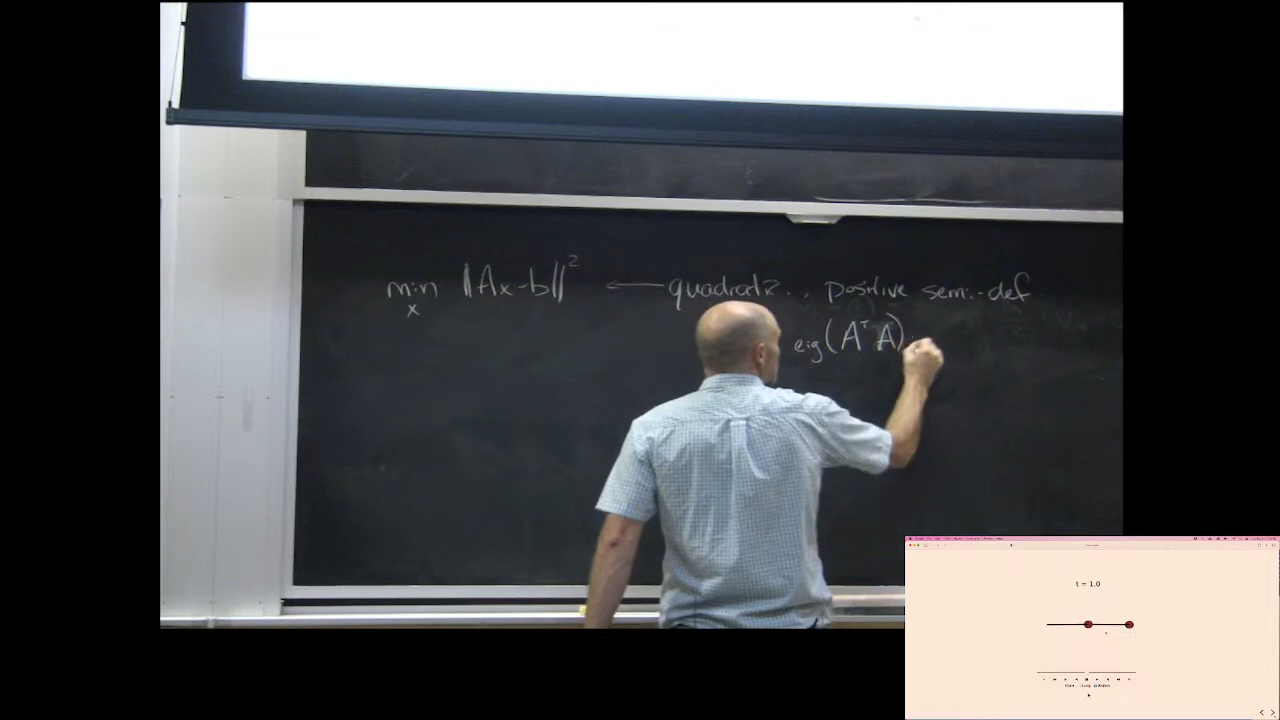 min ||Ax-b||² ← quadratic, positive semi-def
x
eig(AᵀA)
t = 1.0